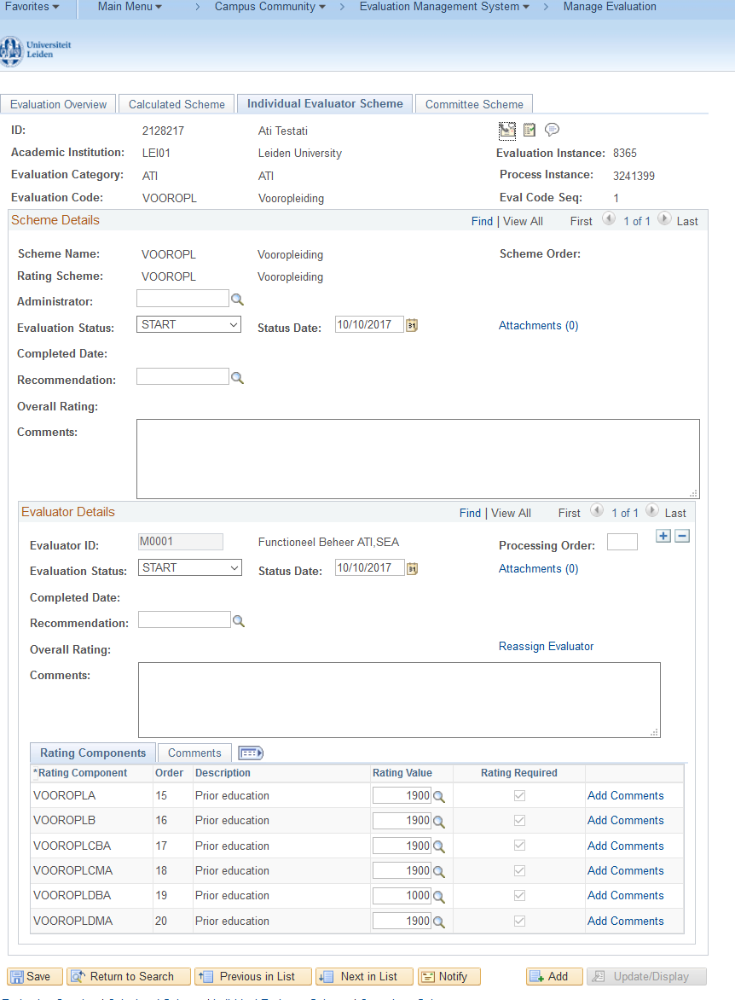 Favorites Main Menu > Campus Community > Evaluation Management System > Manage Evaluation
Universiteit
Leiden
Evaluation Overview Calculated Scheme Individual Evaluator Scheme Committee Scheme
ID: 2128217 Ati Testati
Academic Institution: LEI01 Leiden University Evaluation Instance: 8365
Evaluation Category: ATI ATI Process Instance: 3241399
Evaluation Code: VOOROPL Vooropleiding Eval Code Seq: 1
Scheme Details Find | View All First 1 of 1 Last
Scheme Name: VOOROPL Vooropleiding Scheme Order:
Rating Scheme: VOOROPL Vooropleiding
Administrator:
Evaluation Status: START Status Date: 10/10/2017 31 Attachments (0)
Completed Date:
Recommendation:
Overall Rating:
Comments:
Evaluator Details Find | View All First 1 of 1 Last
Evaluator ID: M0001 Functioneel Beheer ATI,SEA Processing Order:
Evaluation Status: START Status Date: 10/10/2017 31 Attachments (0)
Completed Date:
Recommendation:
Overall Rating: Reassign Evaluator
Comments:
Rating Components Comments
*Rating Component Order Description Rating Value Rating Required
VOOROPLA 15 Prior education 1900 Add Comments
VOOROPLB 16 Prior education 1900 Add Comments
VOOROPLCBA 17 Prior education 1900 Add Comments
VOOROPLCMA 18 Prior education 1900 Add Comments
VOOROPLDBA 19 Prior education 1000 Add Comments
VOOROPLDMA 20 Prior education 1900 Add Comments
Save Return to Search Previous in List Next in List Notify Add Update/Display